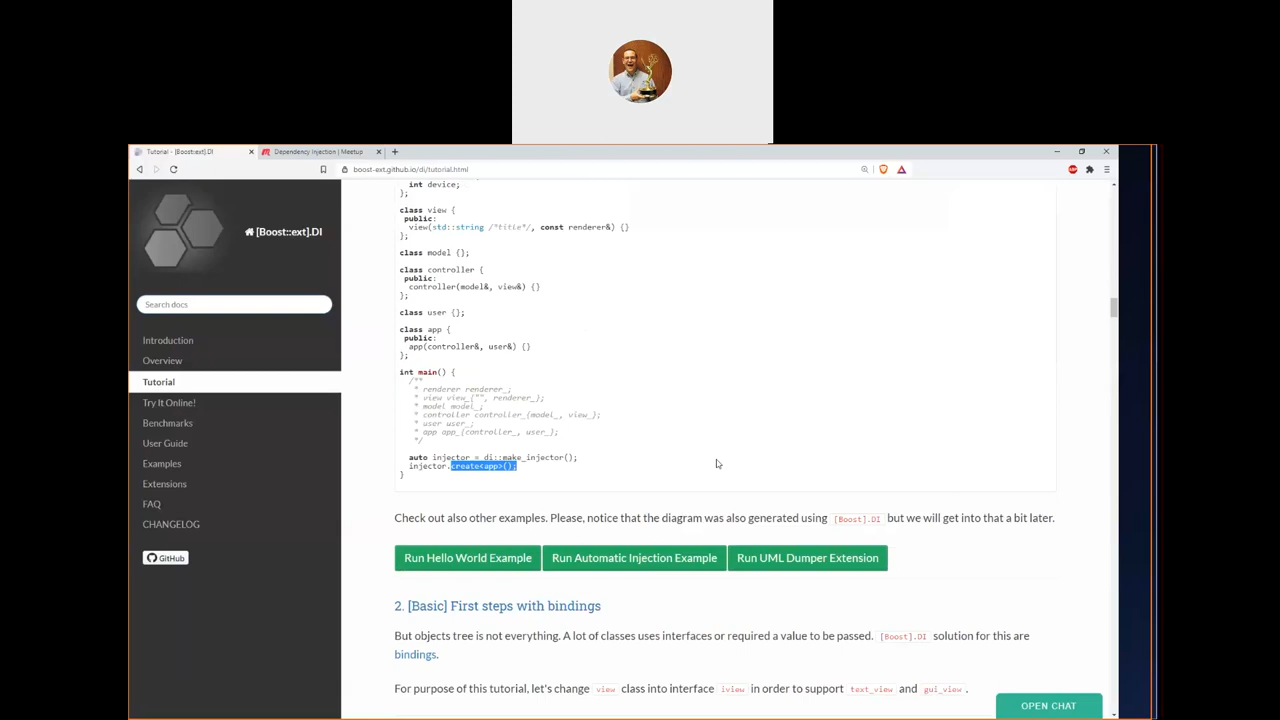 Tutorial - [Boost::ext].DI
Dependency Injection | Meetup
boost-ext.github.io/di/tutorial.html
[Boost::ext].DI
Search docs
Introduction
Overview
Tutorial
Try It Online!
Benchmarks
User Guide
Examples
Extensions
FAQ
CHANGELOG
GitHub
int device;
};
class view {
public:
view(std::string /*title*/, const renderer&) {}
};
class model {};
class controller {
public:
controller(model&, view&) {}
};
class user {};
class app {
public:
app(controller&, user&) {}
};
int main() {
/**
* renderer renderer_;
* view view_{"", renderer_};
* model model_;
* controller controller_{model_, view_};
* user user_;
* app app_{controller_, user_};
*/
auto injector = di::make_injector();
injector.create<app>();
}
Check out also other examples. Please, notice that the diagram was also generated using [Boost].DI but we will get into that a bit later.
Run Hello World Example
Run Automatic Injection Example
Run UML Dumper Extension
2. [Basic] First steps with bindings
But objects tree is not everything. A lot of classes uses interfaces or required a value to be passed. [Boost].DI solution for this are
bindings.
For purpose of this tutorial, let's change view class into interface iview in order to support text_view and gui_view.
OPEN CHAT